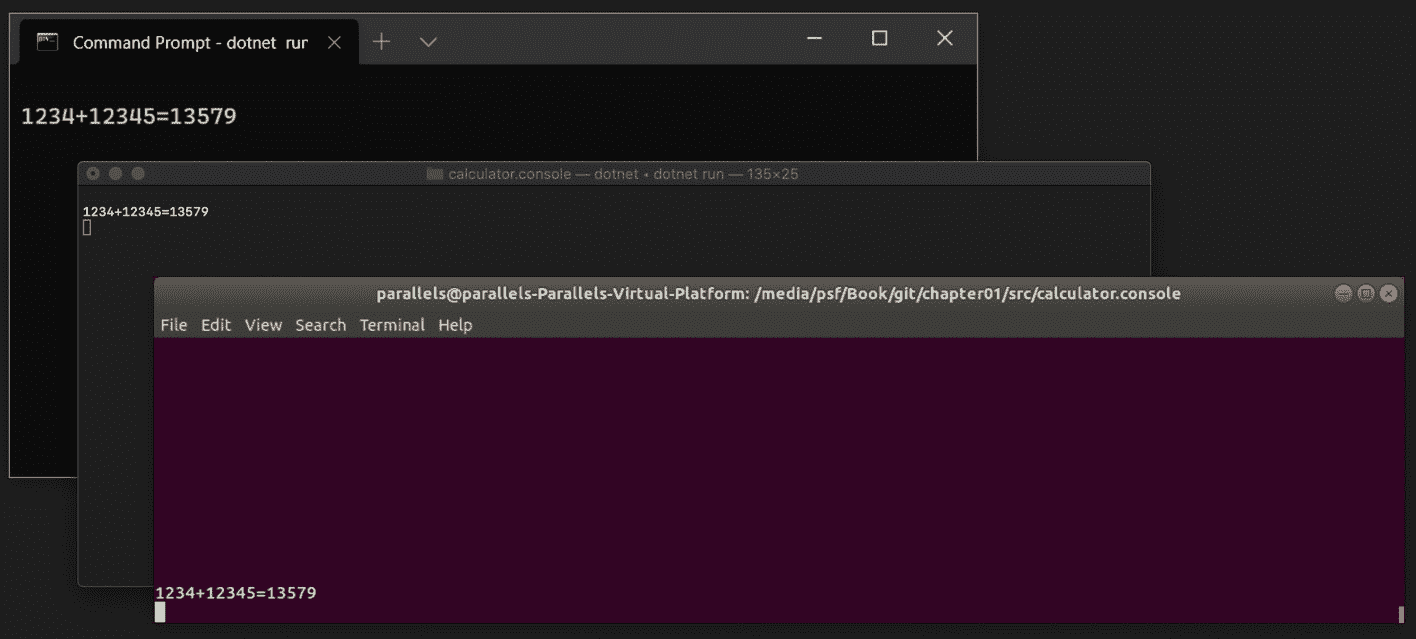 Command Prompt - dotnet run
1234+12345=13579
calculator.console — dotnet • dotnet run — 135×25
1234+12345=13579
parallels@parallels-Parallels-Virtual-Platform: /media/psf/Book/git/chapter01/src/calculator.console
File Edit View Search Terminal Help
1234+12345=13579